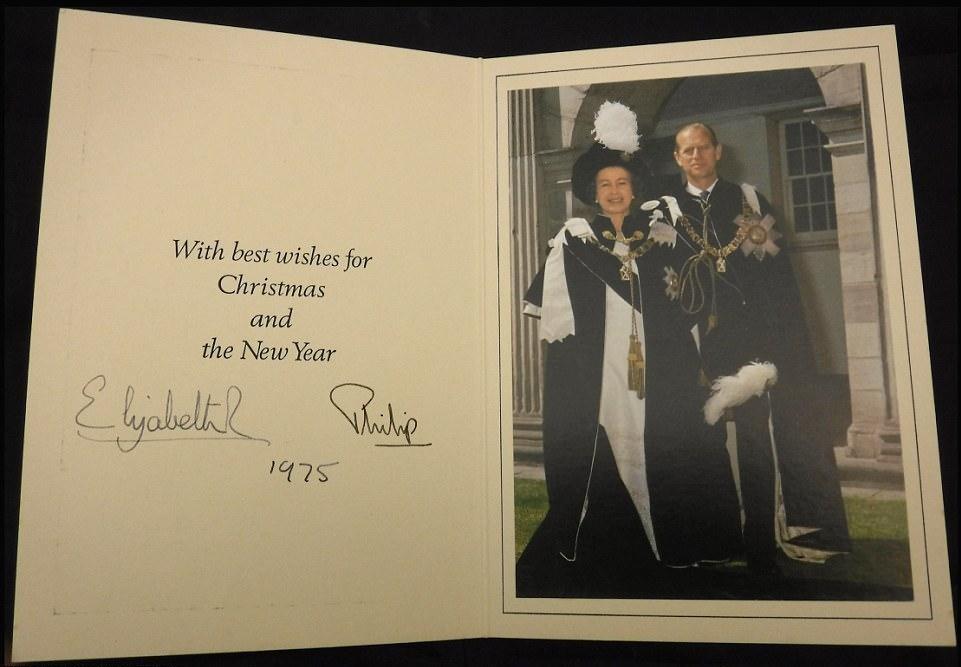 With best wishes for
Christmas
and
the New Year
Elizabeth R
Philip
1975